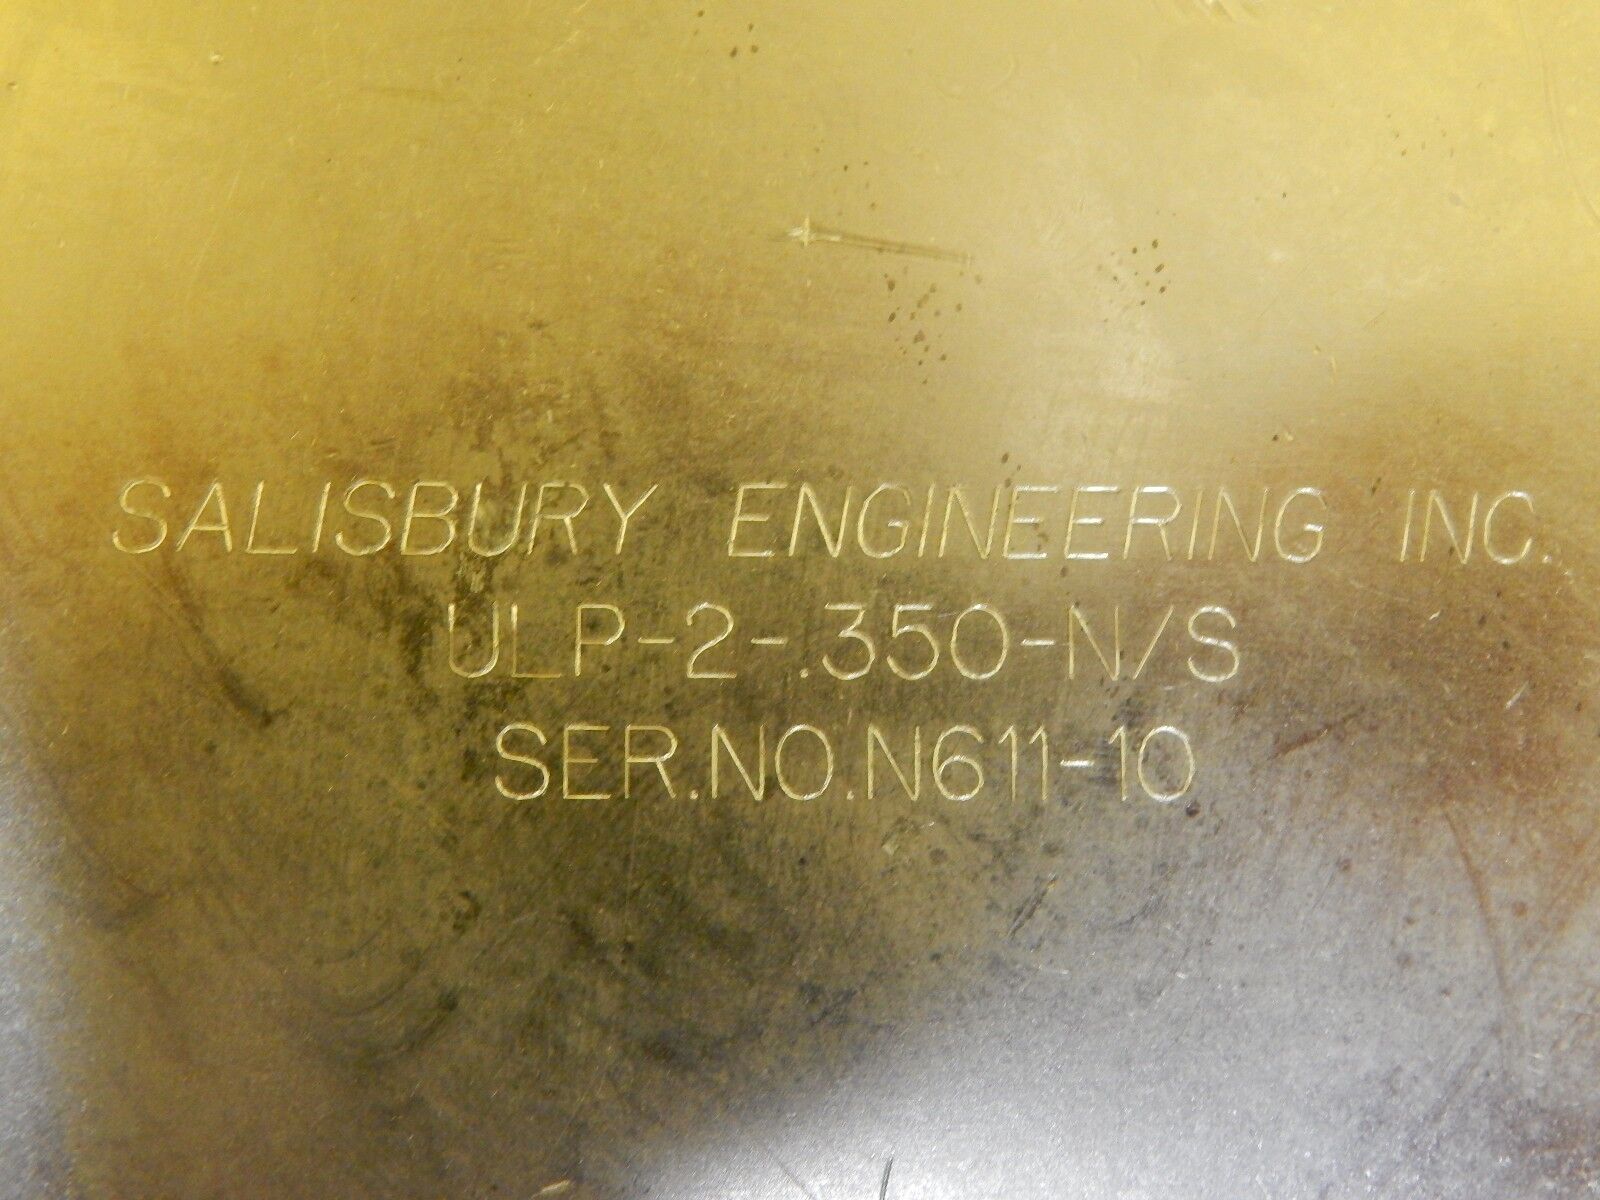 SALISBURY ENGINEERING INC.
ULP-2-.350-N/S
SER.NO.N611-10